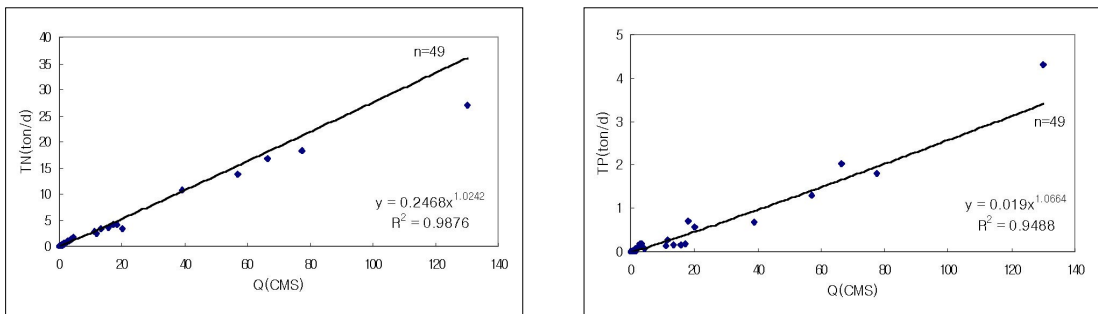 TN(ton/d)
40
35
30
25
20
15
10
5
0
n=49
y = 0.2468x^1.0242
R² = 0.9876
0 20 40 60 80 100 120 140
Q(CMS)
TP(ton/d)
5
4
3
2
1
0
n=49
y = 0.019x^1.0664
R² = 0.9488
0 20 40 60 80 100 120 140
Q(CMS)